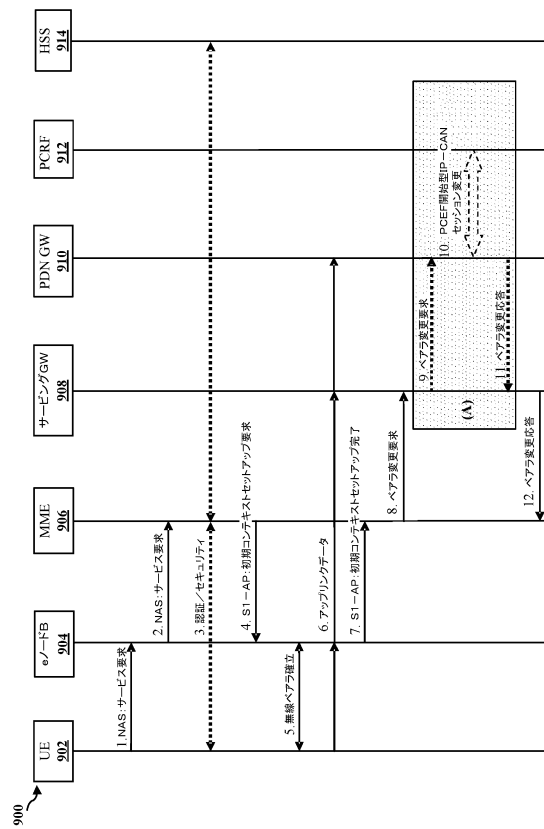 900
UE
902
eノードB
904
MME
906
サービングGW
908
PDN GW
910
PCRF
912
HSS
914
1.NAS:サービス要求
2.NAS:サービス要求
3.認証／セキュリティ
4. S1-AP:初期コンテキストセットアップ要求
5.無線ベアラ確立
6.アップリンクデータ
7. S1-AP:初期コンテキストセットアップ完了
8.ベアラ変更要求
(A)
9.ベアラ変更要求
10. PCEF開始型IP-CAN
セッション変更
11.ベアラ変更応答
12.ベアラ変更応答